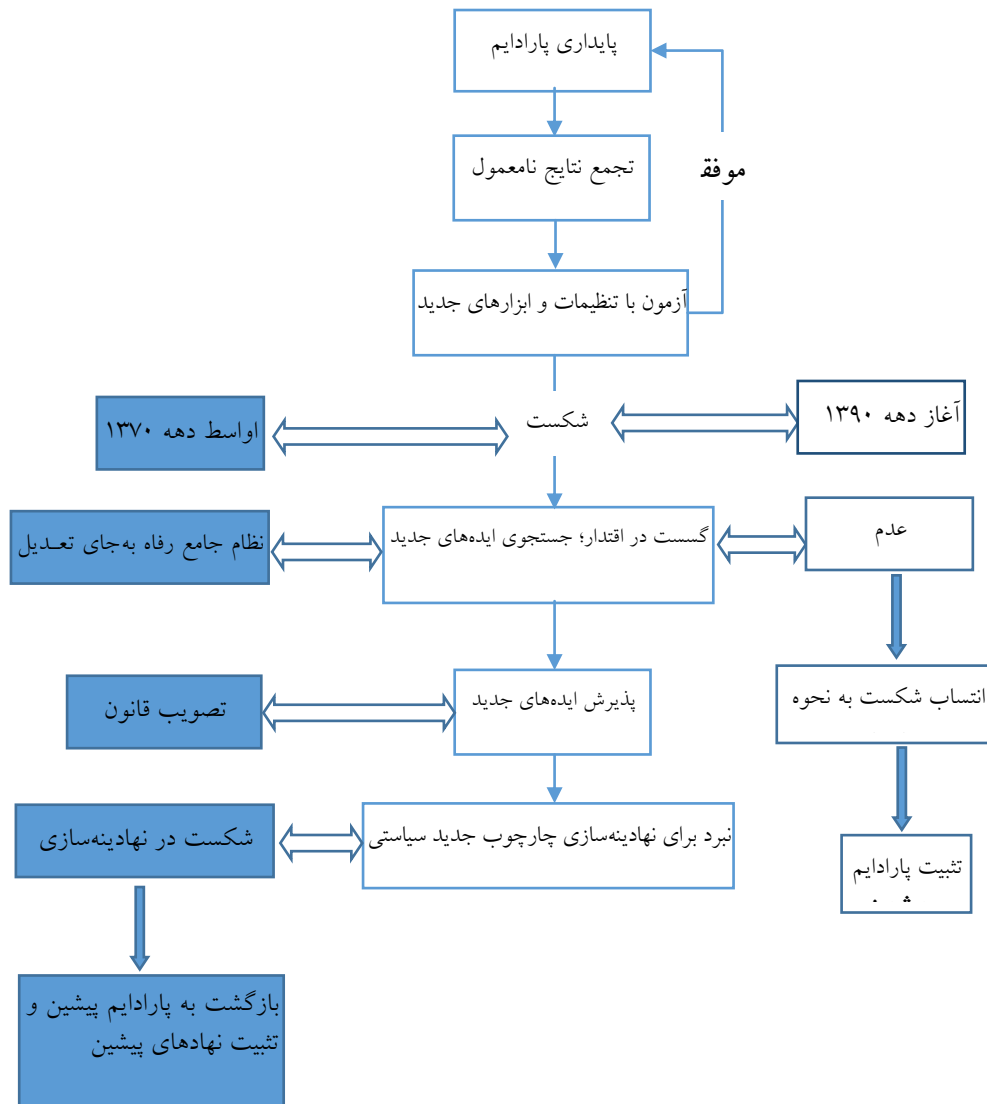 پایداری پارادایم
تجمع نتایج نامعمول
موفق
آزمون با تنظیمات و ابزارهای جدید
شکست
آغاز دهه ۱۳۹۰
اواسط دهه ۱۳۷۰
گسست در اقتدار؛ جستجوی ایده‌های جدید
عدم
نظام جامع رفاه به‌جای تعـدیل
پذیرش ایده‌های جدید
انتساب شکست به نحوه
تصویب قانون
نبرد برای نهادینه‌سازی چارچوب جدید سیاستی
شکست در نهادینه‌سازی
تثبیت پارادایم
بازگشت به پارادایم پیشین و
تثبیت نهادهای پیشین